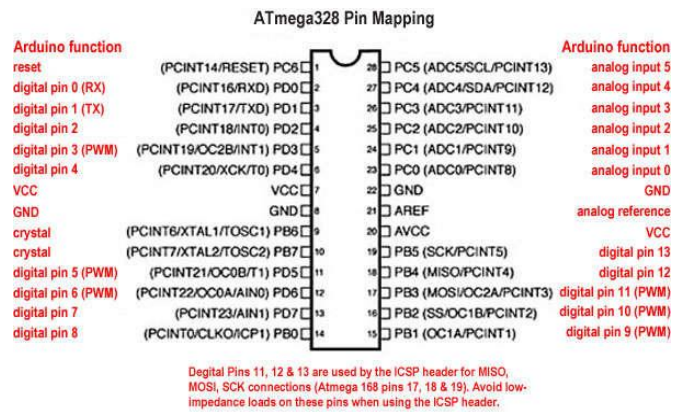 ATmega328 Pin Mapping
Arduino function Arduino function
reset (PCINT14/RESET) PC6 1 28 PC5 (ADC5/SCL/PCINT13) analog input 5
digital pin 0 (RX) (PCINT16/RXD) PD0 2 27 PC4 (ADC4/SDA/PCINT12) analog input 4
digital pin 1 (TX) (PCINT17/TXD) PD1 3 26 PC3 (ADC3/PCINT11) analog input 3
digital pin 2 (PCINT18/INT0) PD2 4 25 PC2 (ADC2/PCINT10) analog input 2
digital pin 3 (PWM) (PCINT19/OC2B/INT1) PD3 5 24 PC1 (ADC1/PCINT9) analog input 1
digital pin 4 (PCINT20/XCK/T0) PD4 6 23 PC0 (ADC0/PCINT8) analog input 0
VCC VCC 7 22 GND GND
GND GND 8 21 AREF analog reference
crystal (PCINT6/XTAL1/TOSC1) PB6 9 20 AVCC VCC
crystal (PCINT7/XTAL2/TOSC2) PB7 10 19 PB5 (SCK/PCINT5) digital pin 13
digital pin 5 (PWM) (PCINT21/OC0B/T1) PD5 11 18 PB4 (MISO/PCINT4) digital pin 12
digital pin 6 (PWM) (PCINT22/OC0A/AIN0) PD6 12 17 PB3 (MOSI/OC2A/PCINT3) digital pin 11 (PWM)
digital pin 7 (PCINT23/AIN1) PD7 13 16 PB2 (SS/OC1B/PCINT2) digital pin 10 (PWM)
digital pin 8 (PCINT0/CLKO/ICP1) PB0 14 15 PB1 (OC1A/PCINT1) digital pin 9 (PWM)
Degital Pins 11, 12 & 13 are used by the ICSP header for MISO,
MOSI, SCK connections (Atmega 168 pins 17, 18 & 19). Avoid low-
impedance loads on these pins when using the ICSP header.